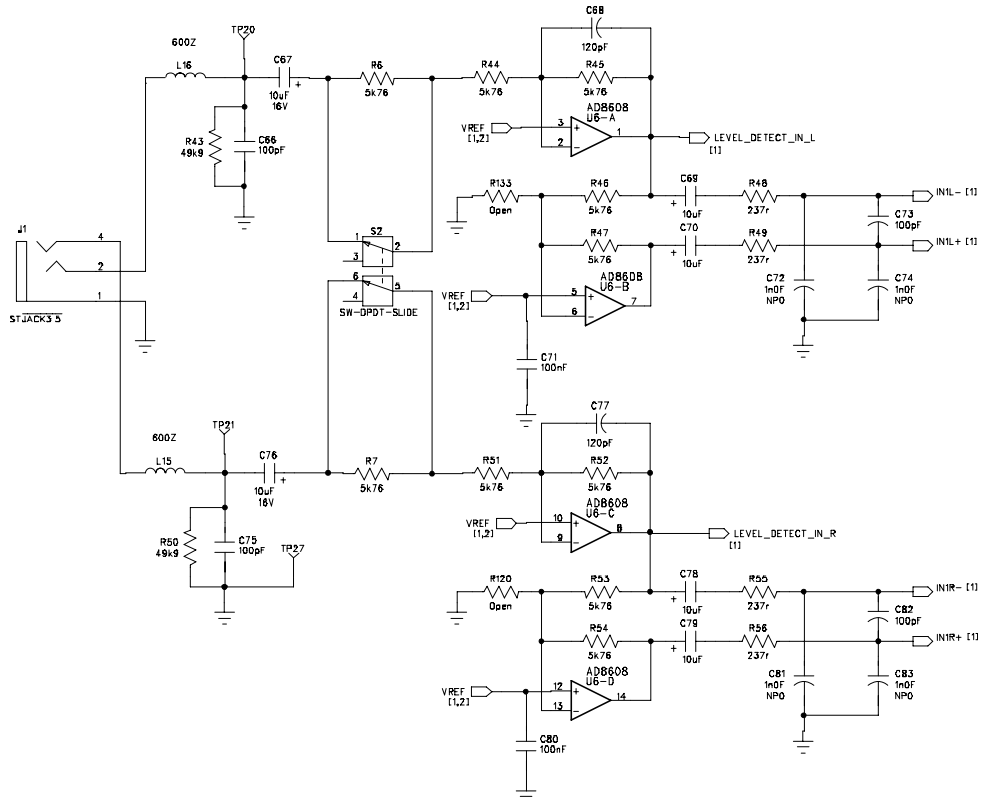 C68
120pF
TP20
600Z
L16
C67
+
10uF
16V
R6
5k76
R44
5k76
R45
5k76
AD8608
U6-A
VREF
[1,2]
3
2
+
−
1
LEVEL_DETECT_IN_L
[1]
R43
49k9
C66
100pF
R133
Open
R46
5k76
C69
+
10uF
R48
237r
IN1L- [1]
C73
100pF
R47
5k76
C70
+
10uF
R49
237r
IN1L+ [1]
J1
4
2
1
STJACK3.5
S2
1
3
2
6
4
5
SW-DPDT-SLIDE
VREF
[1,2]
5
6
+
−
AD8608
U6-B
7
C72
1n0F
NP0
C74
1n0F
NP0
C71
100nF
C77
120pF
TP21
600Z
L15
C76
+
10uF
16V
R7
5k76
R51
5k76
R52
5k76
AD8608
U6-C
VREF
[1,2]
10
9
+
−
8
LEVEL_DETECT_IN_R
[1]
R50
49k9
C75
100pF
TP27
R120
Open
R53
5k76
C78
+
10uF
R55
237r
IN1R- [1]
C82
100pF
R54
5k76
C79
+
10uF
R56
237r
IN1R+ [1]
AD8608
U6-D
VREF
[1,2]
12
13
+
−
14
C81
1n0F
NP0
C83
1n0F
NP0
C80
100nF